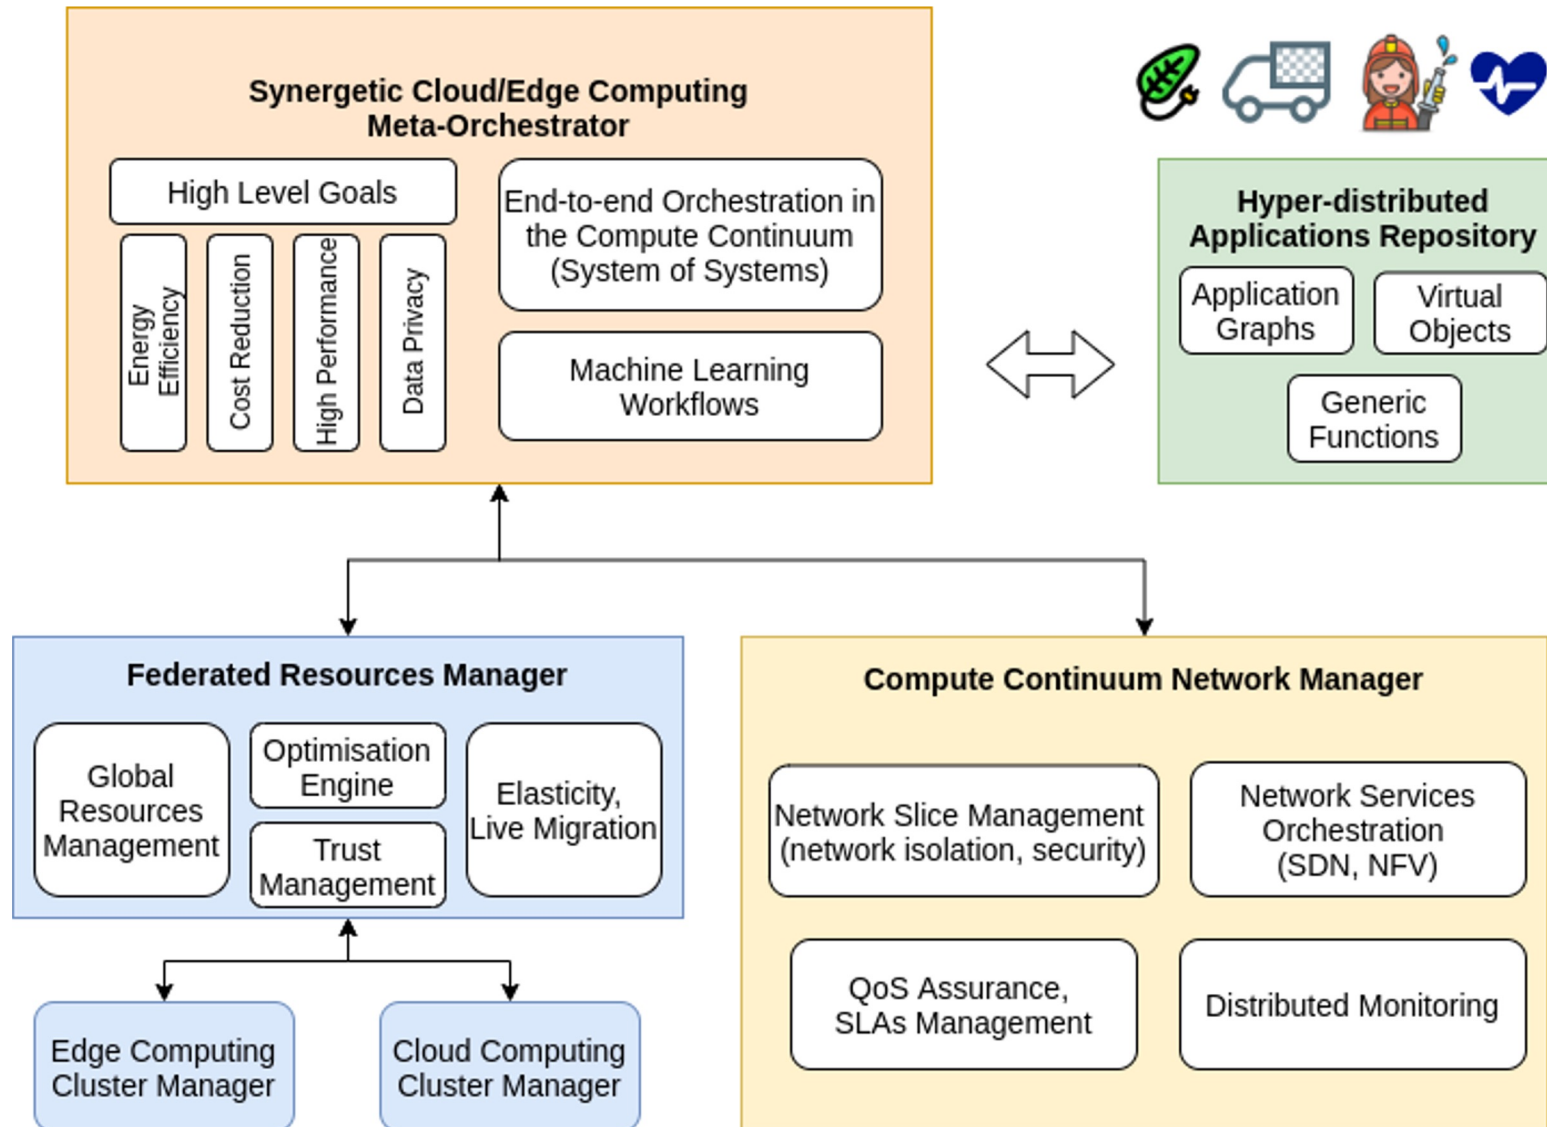 Synergetic Cloud/Edge Computing
Meta-Orchestrator
High Level Goals
Energy
Efficiency
Cost Reduction
High Performance
Data Privacy
End-to-end Orchestration in
the Compute Continuum
(System of Systems)
Machine Learning
Workflows
Hyper-distributed
Applications Repository
Application
Graphs
Virtual
Objects
Generic
Functions
Federated Resources Manager
Global
Resources
Management
Optimisation
Engine
Trust
Management
Elasticity,
Live Migration
Edge Computing
Cluster Manager
Cloud Computing
Cluster Manager
Compute Continuum Network Manager
Network Slice Management
(network isolation, security)
Network Services
Orchestration
(SDN, NFV)
QoS Assurance,
SLAs Management
Distributed Monitoring